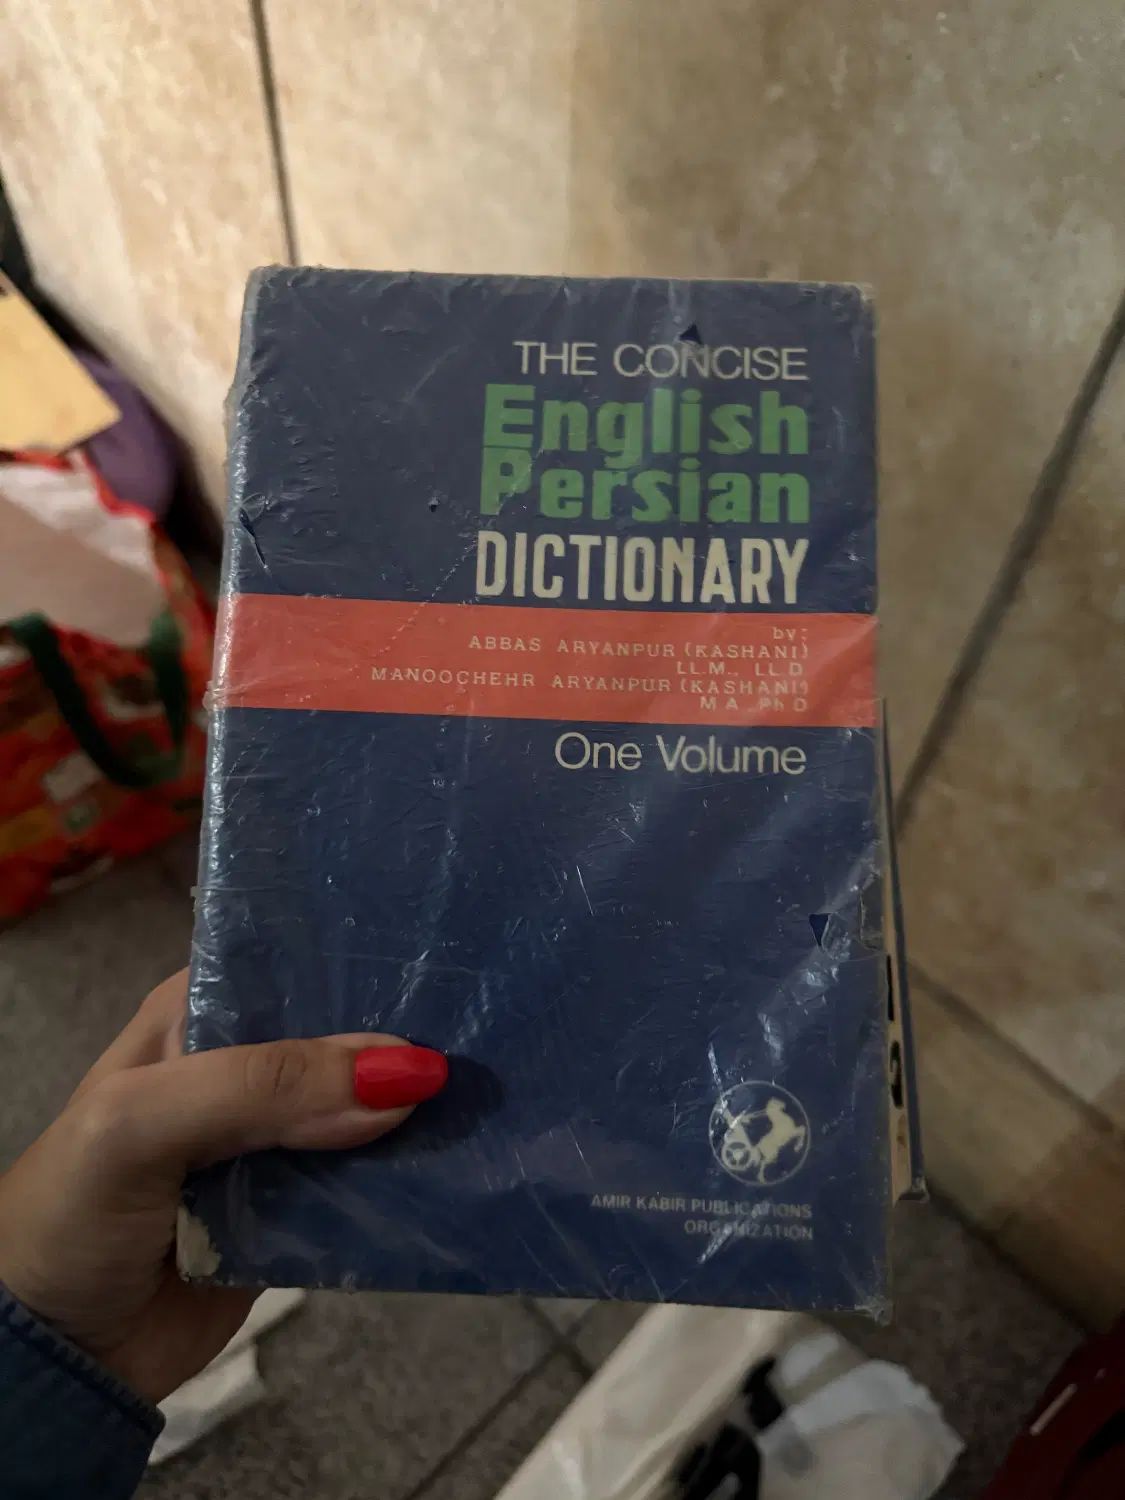 THE CONCISE
English
Persian
DICTIONARY
by:
ABBAS ARYANPUR (KASHANI)
LL.M., LL.D.
MANOOCHEHR ARYANPUR (KASHANI)
M.A., Ph.D
One Volume
AMIR KABIR PUBLICATIONS
ORGANIZATION